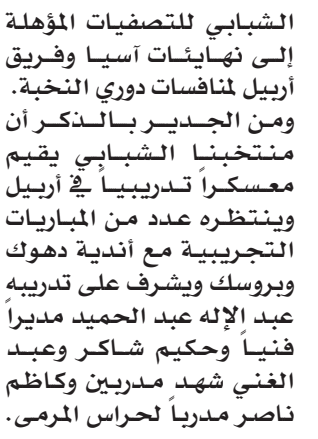 الشبابي للتصفيات المؤهلة
إلى نهايئات آسيا وفريق
أربيل لمنافسات دوري النخبة.
ومن الجدير بالذكر أن
منتخبنا الشبابي يقيم
معسكراً تدريبياً في أربيل
وينتظره عدد من المباريات
التجريبية مع أندية دهوك
وبروسك ويشرف على تدريبه
عبد الإله عبد الحميد مديراً
فنياً وحكيم شاكر وعبد
الغني شهد مدربين وكاظم
ناصر مدرباً لحراس المرمى.